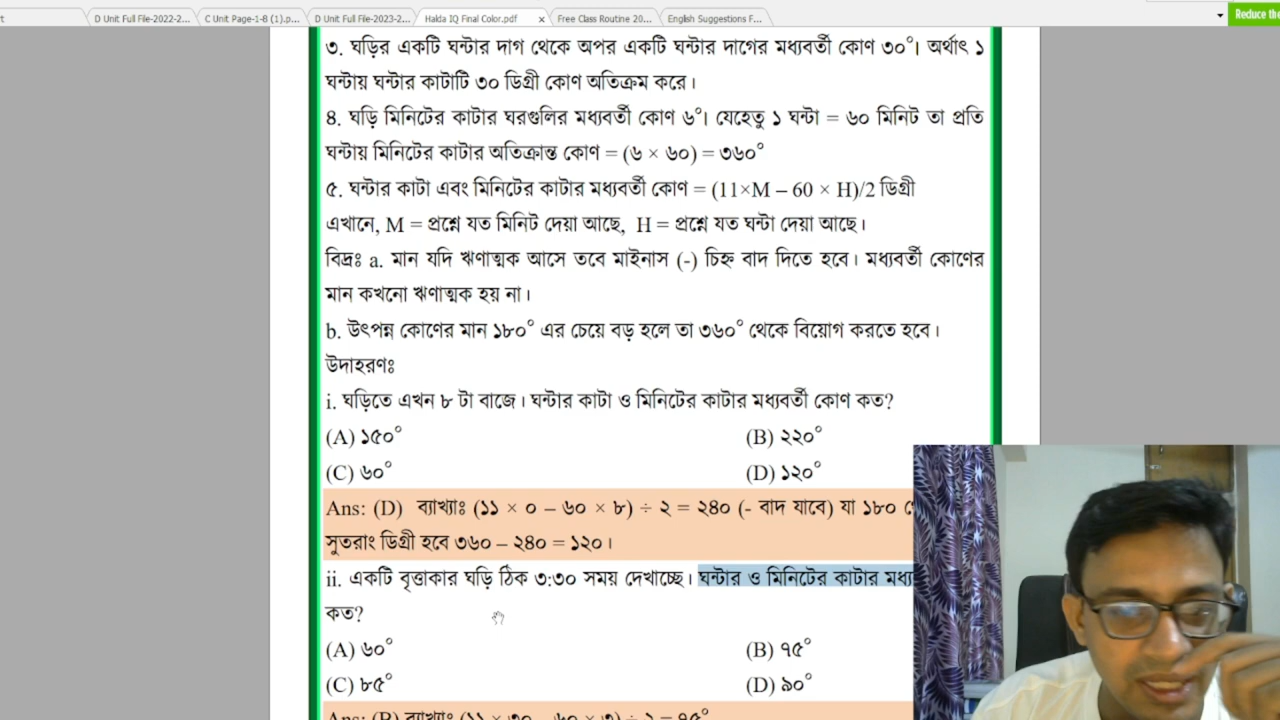 D Unit Full File-2022-2...
C Unit Page-1-8 (1).p...
D Unit Full File-2023-2...
Halda IQ Final Color.pdf
Free Class Routine 20...
English Suggestions F...
Reduce the
৩. ঘড়ির একটি ঘন্টার দাগ থেকে অপর একটি ঘন্টার দাগের মধ্যবর্তী কোণ ৩০°। অর্থাৎ ১
ঘন্টায় ঘন্টার কাটাটি ৩০ ডিগ্রী কোণ অতিক্রম করে।
৪. ঘড়ি মিনিটের কাটার ঘরগুলির মধ্যবর্তী কোণ ৬°। যেহেতু ১ ঘন্টা = ৬০ মিনিট তা প্রতি
ঘন্টায় মিনিটের কাটার অতিক্রান্ত কোণ = (৬ × ৬০) = ৩৬০°
৫. ঘন্টার কাটা এবং মিনিটের কাটার মধ্যবর্তী কোণ = (11×M – 60 × H)/2 ডিগ্রী
এখানে, M = প্রশ্নে যত মিনিট দেয়া আছে, H = প্রশ্নে যত ঘন্টা দেয়া আছে।
বিদ্রঃ a. মান যদি ঋণাত্মক আসে তবে মাইনাস (-) চিহ্ন বাদ দিতে হবে। মধ্যবর্তী কোণের
মান কখনো ঋণাত্মক হয় না।
b. উৎপন্ন কোণের মান ১৮০° এর চেয়ে বড় হলে তা ৩৬০° থেকে বিয়োগ করতে হবে।
উদাহরণঃ
i. ঘড়িতে এখন ৮ টা বাজে। ঘন্টার কাটা ও মিনিটের কাটার মধ্যবর্তী কোণ কত?
(A) ১৫০°
(B) ২২০°
(C) ৬০°
(D) ১২০°
Ans: (D) ব্যাখ্যাঃ (১১ × ০ – ৬০ × ৮) ÷ ২ = ২৪০ (- বাদ যাবে) যা ১৮০
সুতরাং ডিগ্রী হবে ৩৬০ – ২৪০ = ১২০।
ii. একটি বৃত্তাকার ঘড়ি ঠিক ৩:৩০ সময় দেখাচ্ছে। ঘন্টার ও মিনিটের কাটার মধ্য
কত?
(A) ৬০°
(B) ৭৫°
(C) ৮৫°
(D) ৯০°
Ans: (B) ব্যাখ্যাঃ (১১ × ৩০ – ৬০ × ৩) ÷ ২ = ৭৫°